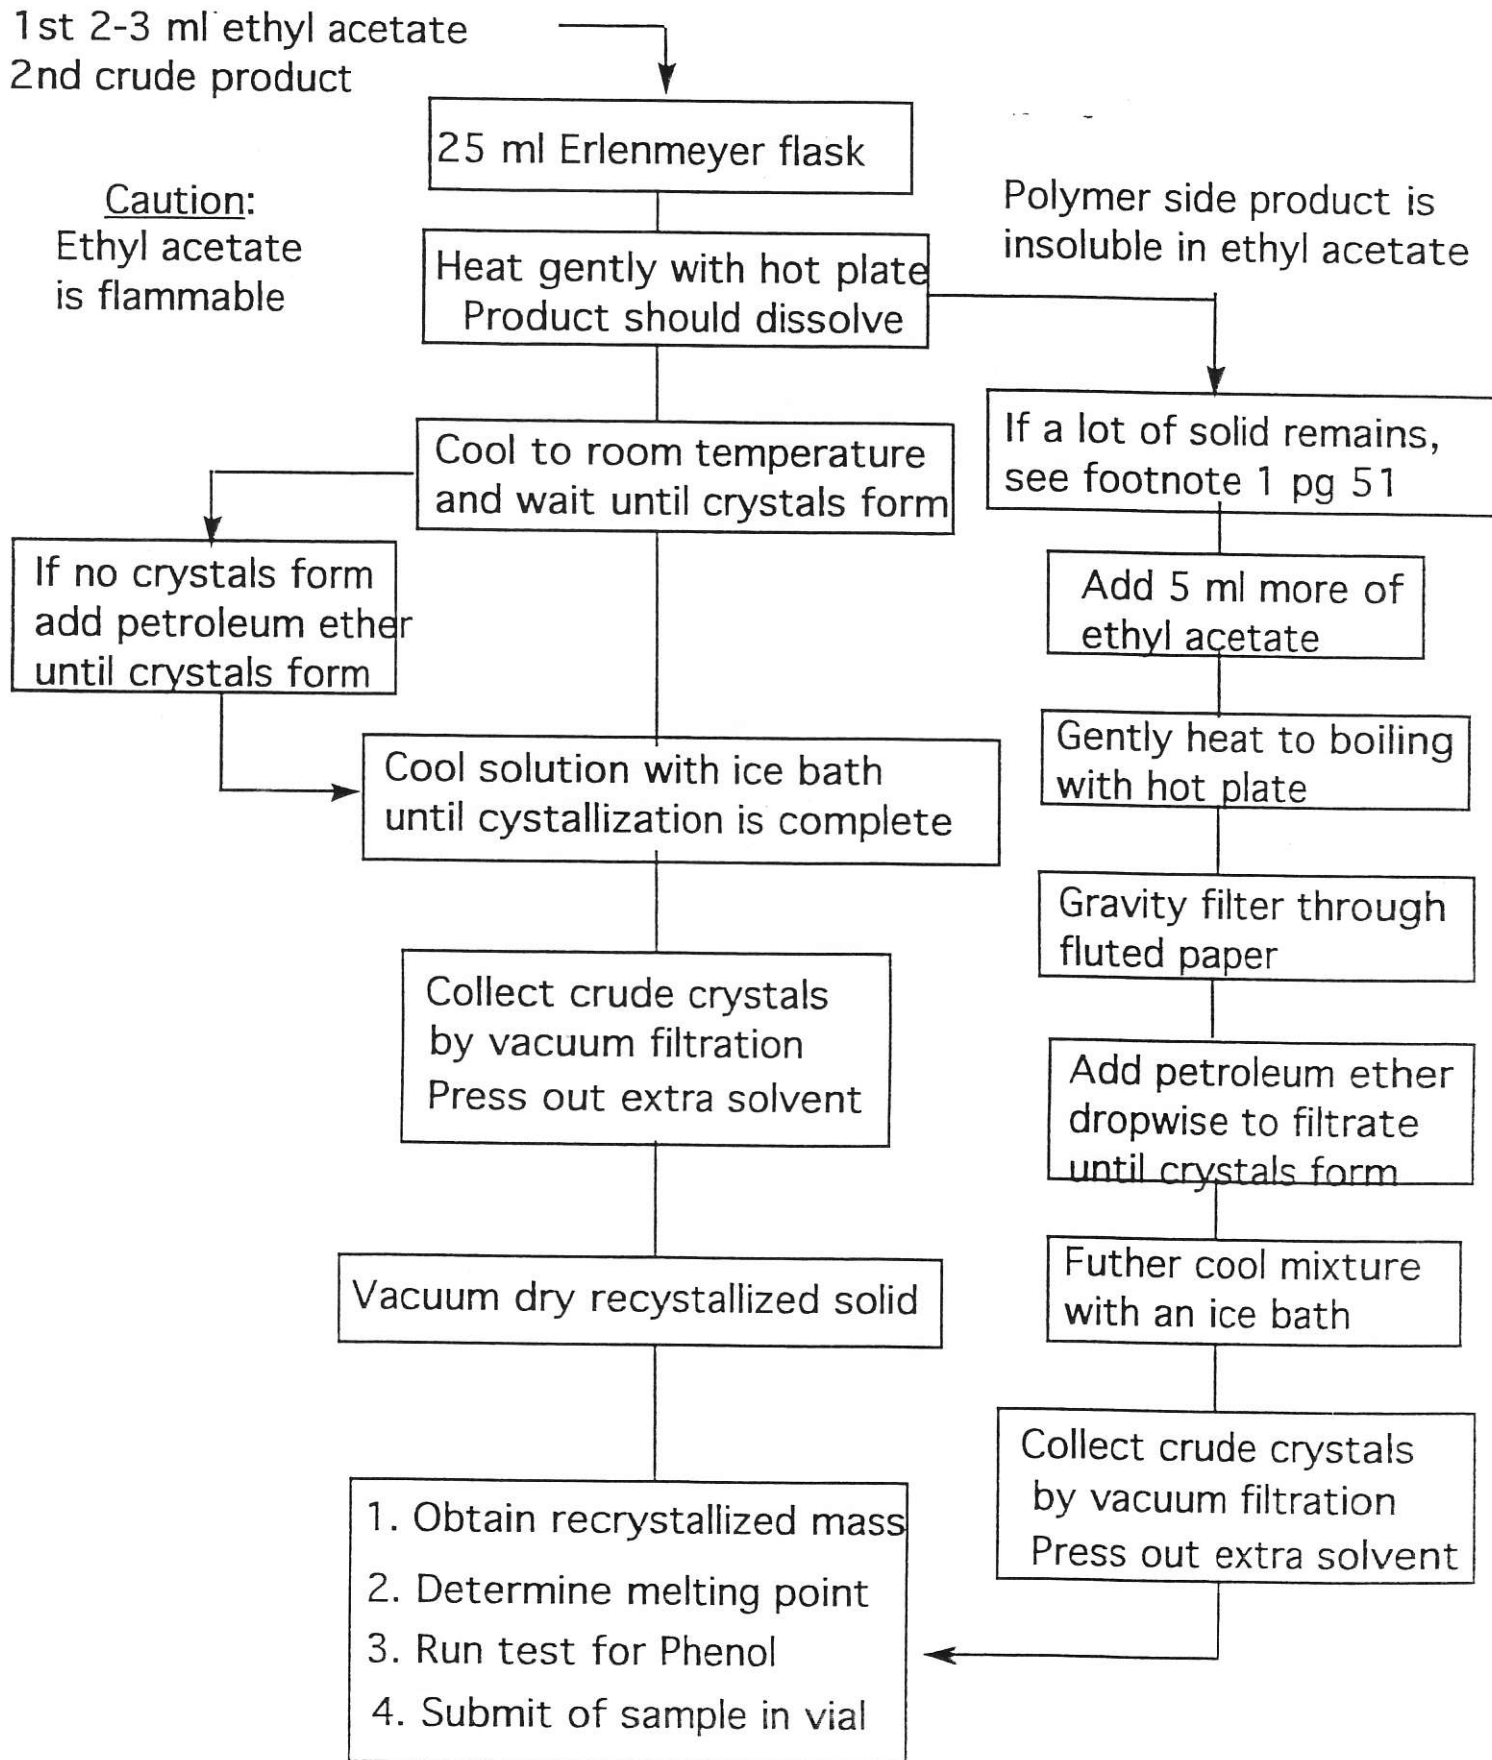 1st 2-3 ml ethyl acetate
2nd crude product
25 ml Erlenmeyer flask
Caution:
Ethyl acetate
is flammable
Polymer side product is
insoluble in ethyl acetate
Heat gently with hot plate
Product should dissolve
If a lot of solid remains,
see footnote 1 pg 51
Cool to room temperature
and wait until crystals form
If no crystals form
add petroleum ether
until crystals form
Add 5 ml more of
ethyl acetate
Gently heat to boiling
with hot plate
Cool solution with ice bath
until cystallization is complete
Gravity filter through
fluted paper
Collect crude crystals
by vacuum filtration
Press out extra solvent
Add petroleum ether
dropwise to filtrate
until crystals form
Vacuum dry recystallized solid
Futher cool mixture
with an ice bath
Collect crude crystals
by vacuum filtration
Press out extra solvent
1. Obtain recrystallized mass
2. Determine melting point
3. Run test for Phenol
4. Submit of sample in vial